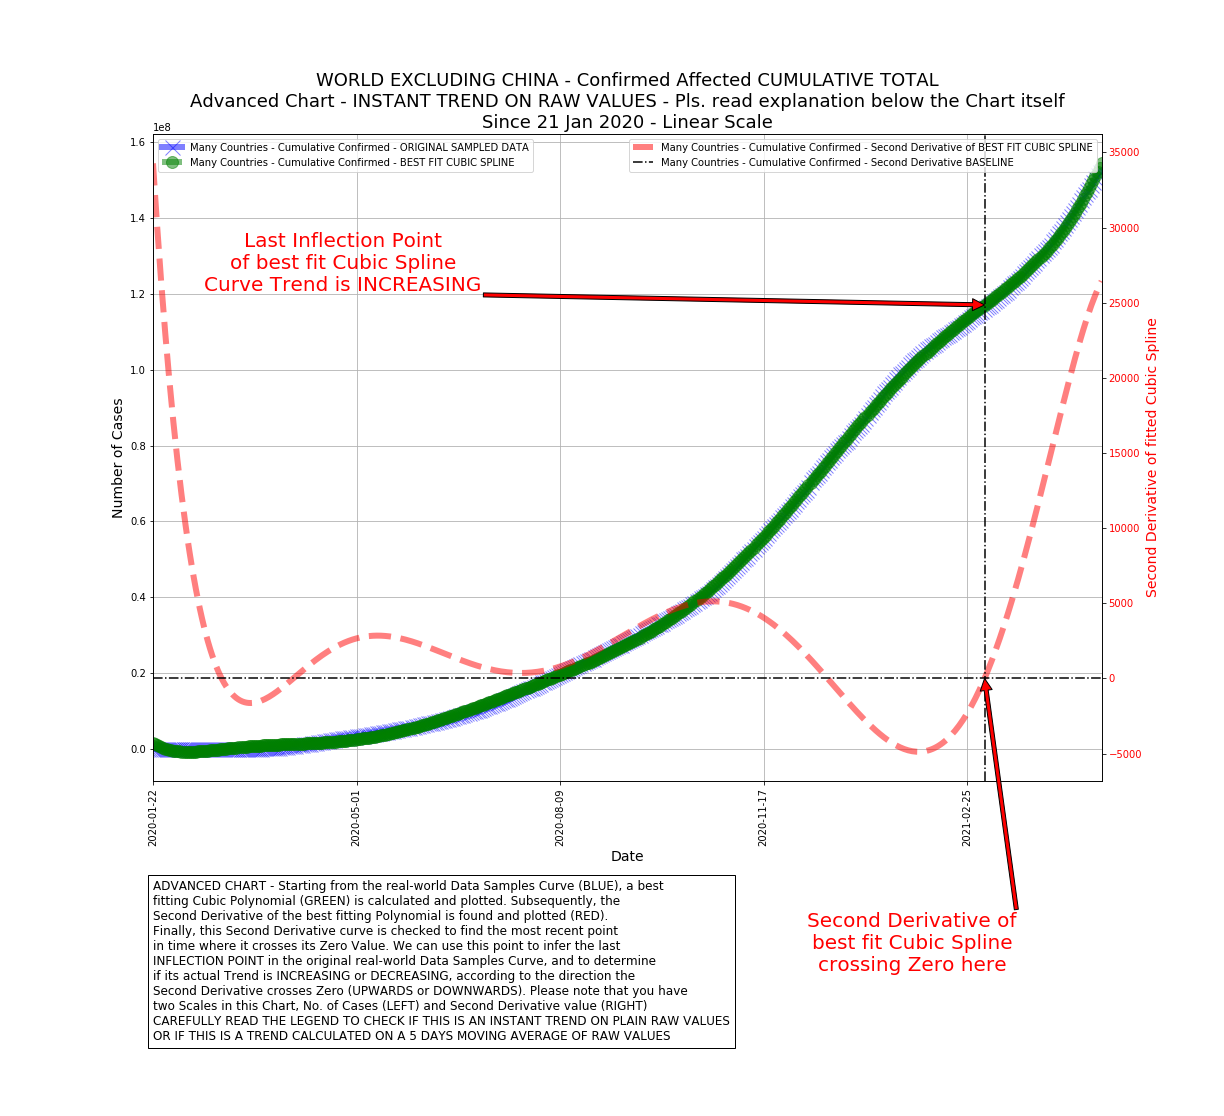 WORLD EXCLUDING CHINA - Confirmed Affected CUMULATIVE TOTAL
Advanced Chart - INSTANT TREND ON RAW VALUES - Pls. read explanation below the Chart itself
Since 21 Jan 2020 - Linear Scale
1e8
Many Countries - Cumulative Confirmed - ORIGINAL SAMPLED DATA
Many Countries - Cumulative Confirmed - BEST FIT CUBIC SPLINE
Many Countries - Cumulative Confirmed - Second Derivative of BEST FIT CUBIC SPLINE
Many Countries - Cumulative Confirmed - Second Derivative BASELINE
1.6
1.4
1.2
1.0
0.8
0.6
0.4
0.2
0.0
Number of Cases
Last Inflection Point
of best fit Cubic Spline
Curve Trend is INCREASING
35000
30000
25000
20000
15000
10000
5000
0
−5000
Second Derivative of fitted Cubic Spline
2020-01-22
2020-05-01
2020-08-09
2020-11-17
2021-02-25
Date
ADVANCED CHART - Starting from the real-world Data Samples Curve (BLUE), a best
fitting Cubic Polynomial (GREEN) is calculated and plotted. Subsequently, the
Second Derivative of the best fitting Polynomial is found and plotted (RED).
Finally, this Second Derivative curve is checked to find the most recent point
in time where it crosses its Zero Value. We can use this point to infer the last
INFLECTION POINT in the original real-world Data Samples Curve, and to determine
if its actual Trend is INCREASING or DECREASING, according to the direction the
Second Derivative crosses Zero (UPWARDS or DOWNWARDS). Please note that you have
two Scales in this Chart, No. of Cases (LEFT) and Second Derivative value (RIGHT)
CAREFULLY READ THE LEGEND TO CHECK IF THIS IS AN INSTANT TREND ON PLAIN RAW VALUES
OR IF THIS IS A TREND CALCULATED ON A 5 DAYS MOVING AVERAGE OF RAW VALUES
Second Derivative of
best fit Cubic Spline
crossing Zero here